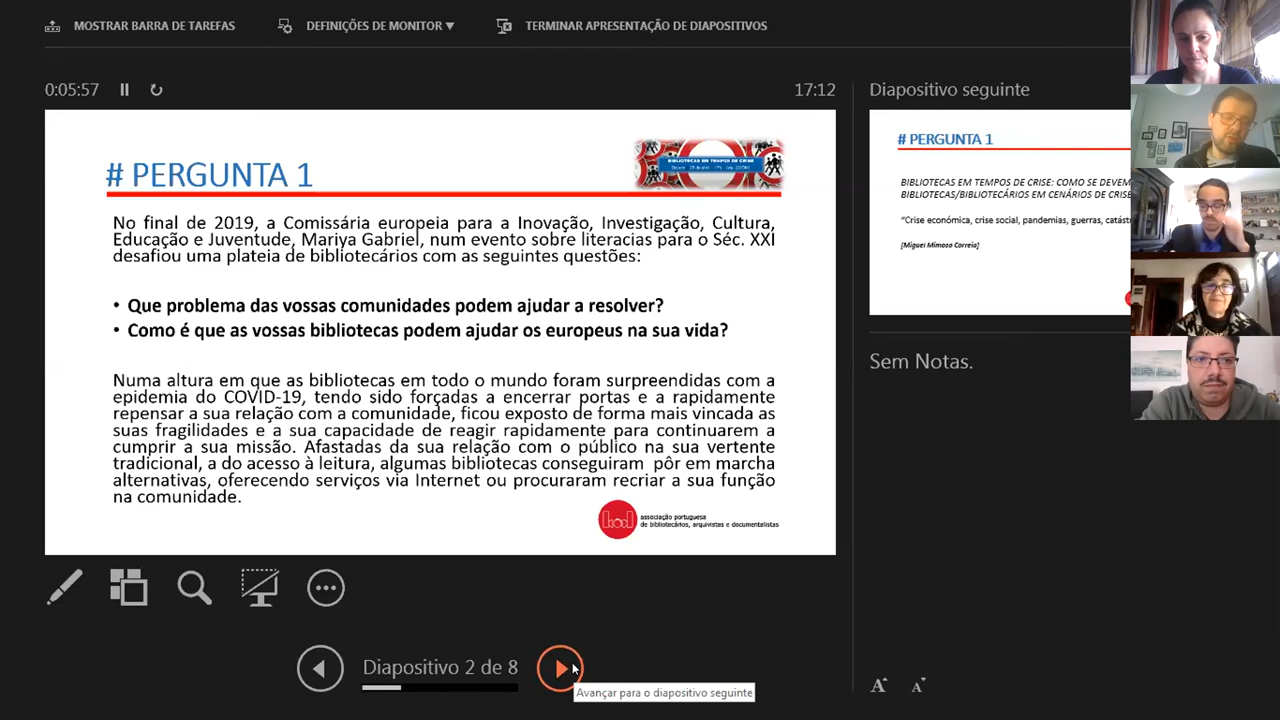 MOSTRAR BARRA DE TAREFAS
DEFINIÇÕES DE MONITOR
TERMINAR APRESENTAÇÃO DE DIAPOSITIVOS
0:05:57
17:12
# PERGUNTA 1
BIBLIOTECAS EM TEMPOS DE CRISE
No final de 2019, a Comissária europeia para a Inovação, Investigação, Cultura,
Educação e Juventude, Mariya Gabriel, num evento sobre literacias para o Séc. XXI
desafiou uma plateia de bibliotecários com as seguintes questões:
• Que problema das vossas comunidades podem ajudar a resolver?
• Como é que as vossas bibliotecas podem ajudar os europeus na sua vida?
Numa altura em que as bibliotecas em todo o mundo foram surpreendidas com a
epidemia do COVID-19, tendo sido forçadas a encerrar portas e a rapidamente
repensar a sua relação com a comunidade, ficou exposto de forma mais vincada as
suas fragilidades e a sua capacidade de reagir rapidamente para continuarem a
cumprir a sua missão. Afastadas da sua relação com o público na sua vertente
tradicional, a do acesso à leitura, algumas bibliotecas conseguiram pôr em marcha
alternativas, oferecendo serviços via Internet ou procuraram recriar a sua função
na comunidade.
bad
associação portuguesa
de bibliotecários, arquivistas e documentalistas
Diapositivo seguinte
# PERGUNTA 1
BIBLIOTECAS EM TEMPOS DE CRISE: COMO SE DEVEM
BIBLIOTECAS/BIBLIOTECÁRIOS EM CENÁRIOS DE CRISE
“Crise económica, crise social, pandemias, guerras, catást
[Miguel Mimoso Correia]
Sem Notas.
Diapositivo 2 de 8
Avançar para o diapositivo seguinte
A A